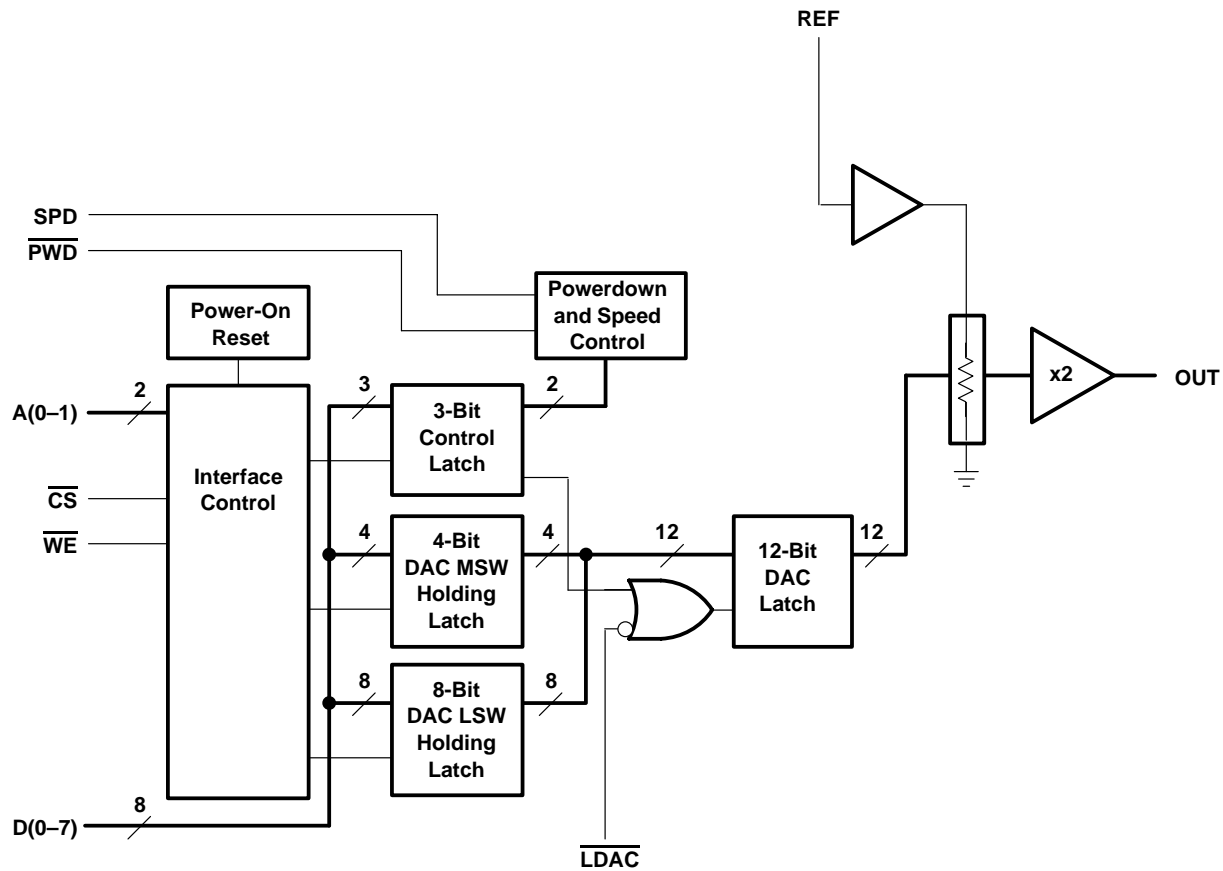 REF
SPD
PWD
Powerdown
and Speed
Control
Power-On
Reset
x2
OUT
2
3
2
A(0–1)
3-Bit
Control
Latch
Interface
Control
CS
WE
4
4-Bit
DAC MSW
Holding
Latch
4
12
12-Bit
DAC
Latch
12
8
8-Bit
DAC LSW
Holding
Latch
8
8
D(0–7)
LDAC